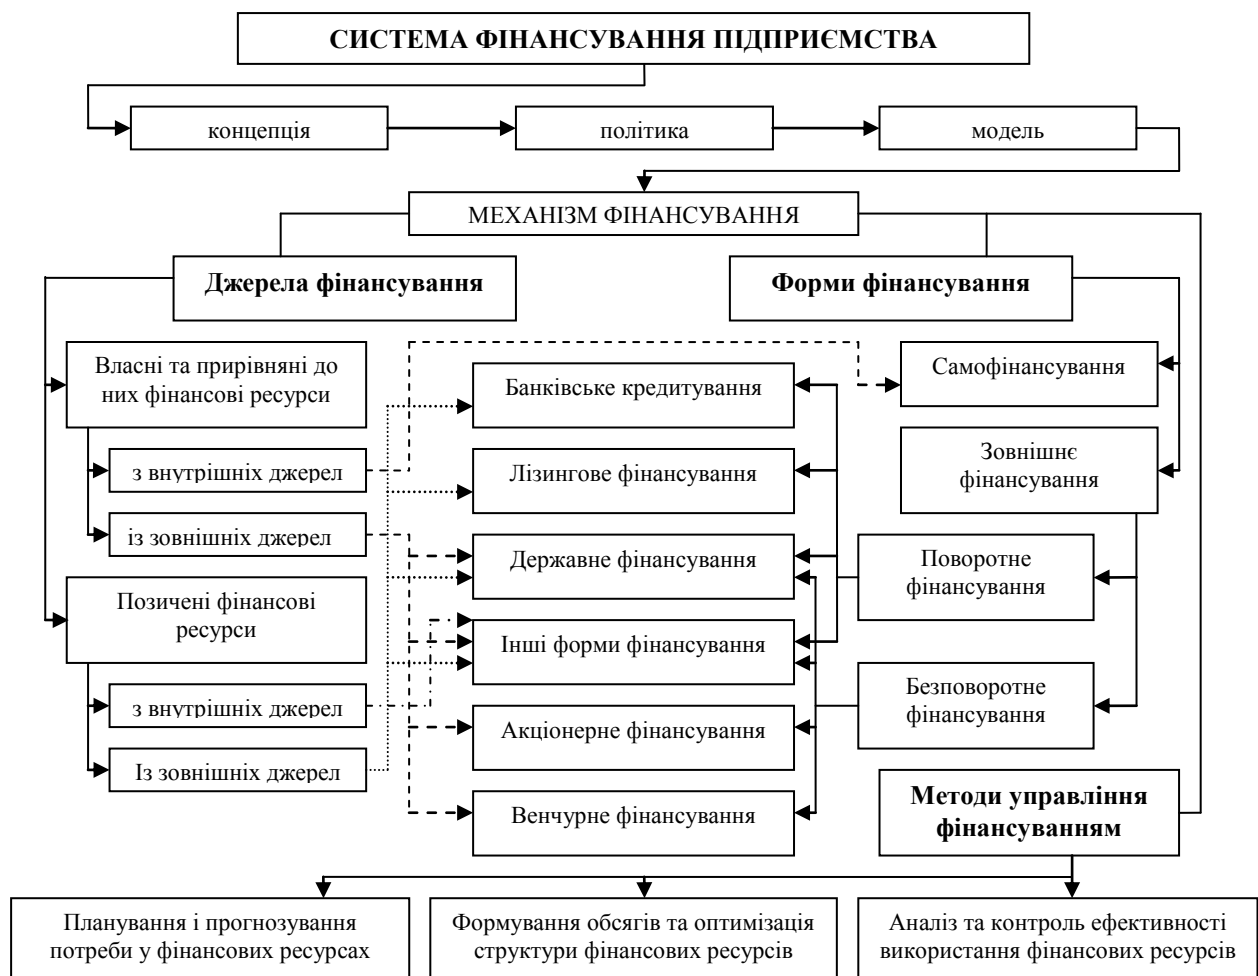 СИСТЕМА ФІНАНСУВАННЯ ПІДПРИЄМСТВА
концепція
політика
модель
МЕХАНІЗМ ФІНАНСУВАННЯ
Джерела фінансування
Форми фінансування
Власні та прирівняні до
них фінансові ресурси
з внутрішніх джерел
із зовнішніх джерел
Позичені фінансові
ресурси
з внутрішніх джерел
Із зовнішніх джерел
Банківське кредитування
Лізингове фінансування
Державне фінансування
Інші форми фінансування
Акціонерне фінансування
Венчурне фінансування
Самофінансування
Зовнішнє
фінансування
Поворотне
фінансування
Безповоротне
фінансування
Методи управління
фінансуванням
Планування і прогнозування
потреби у фінансових ресурсах
Формування обсягів та оптимізація
структури фінансових ресурсів
Аналіз та контроль ефективності
використання фінансових ресурсів